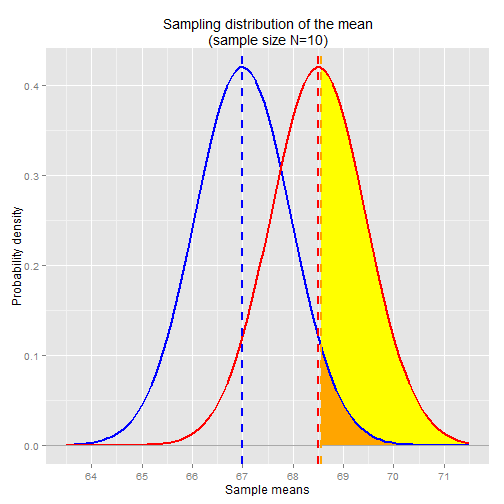 Sampling distribution of the mean
(sample size N=10)
Probability density
0.4
0.3
0.2
0.1
0.0
64 65 66 67 68 69 70 71
Sample means